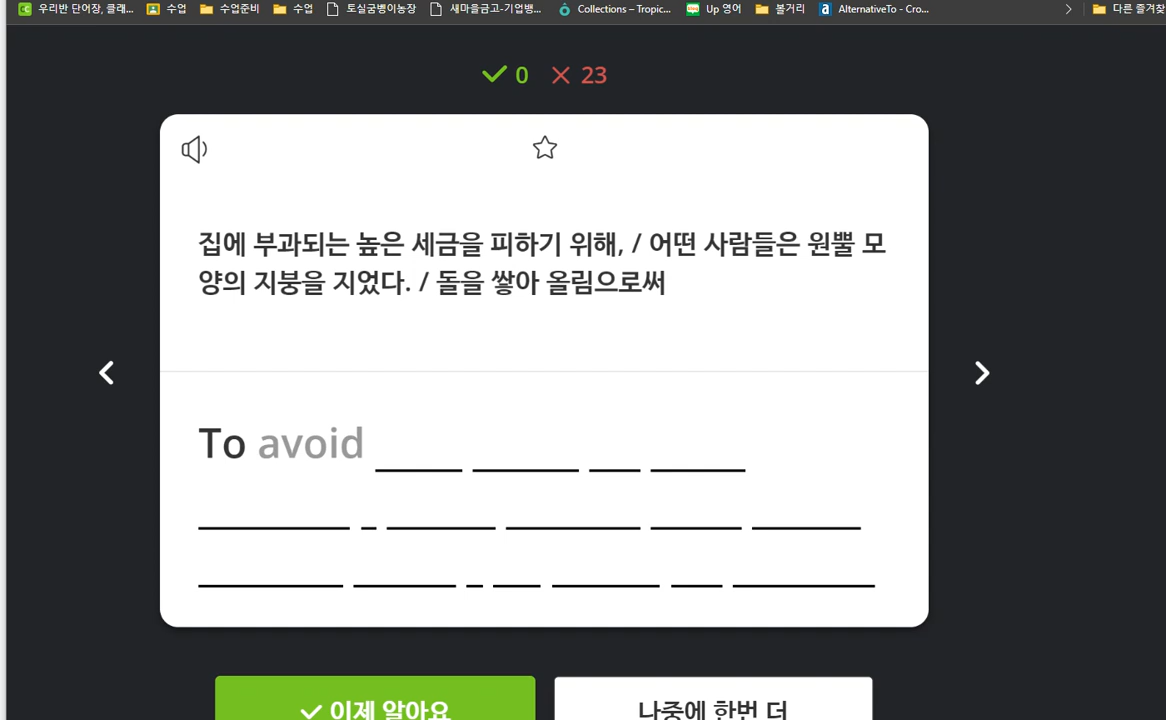 우리반 단어장, 클래... 수업 수업준비 수업 토실굼벵이농장 새마을금고-기업뱅... Collections – Tropic... Up 영어 볼거리 AlternativeTo - Cro... 다른 즐겨찾
0 23
집에 부과되는 높은 세금을 피하기 위해, / 어떤 사람들은 원뿔 모
양의 지붕을 지었다. / 돌을 쌓아 올림으로써
To avoid
이제 알아요 나중에 한번 더